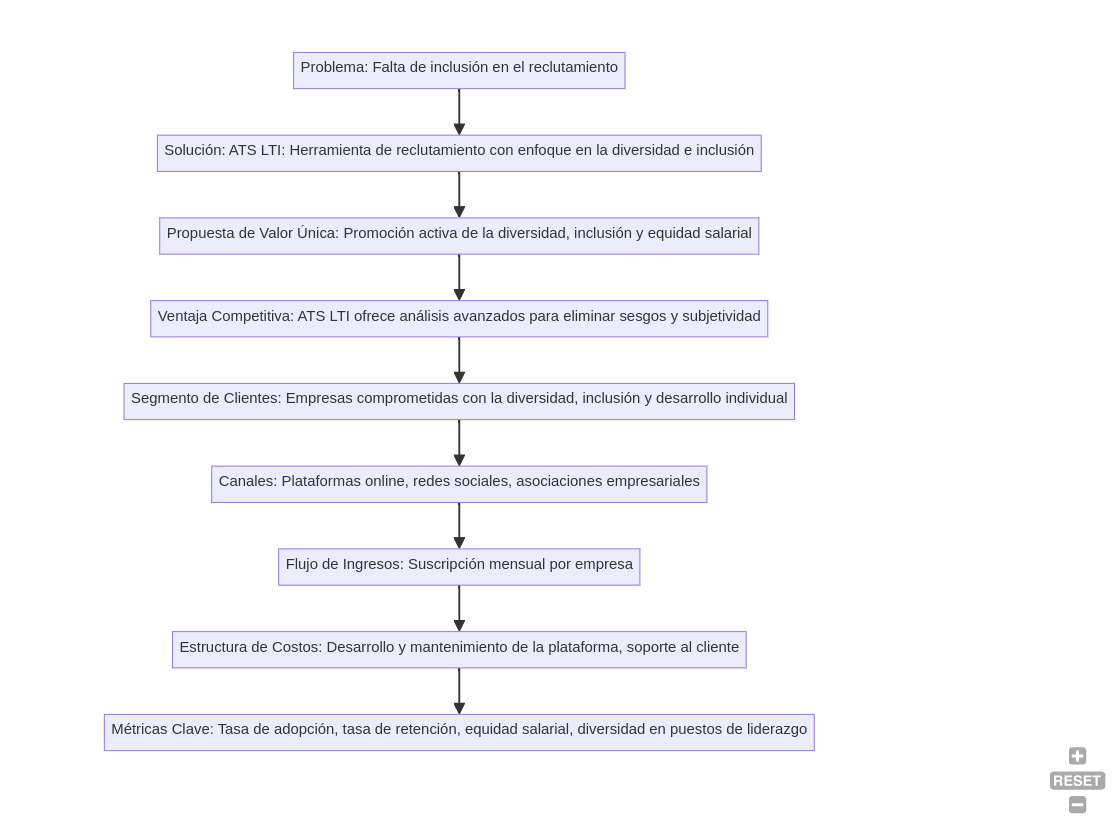 Problema: Falta de inclusión en el reclutamiento
Solución: ATS LTI: Herramienta de reclutamiento con enfoque en la diversidad e inclusión
Propuesta de Valor Única: Promoción activa de la diversidad, inclusión y equidad salarial
Ventaja Competitiva: ATS LTI ofrece análisis avanzados para eliminar sesgos y subjetividad
Segmento de Clientes: Empresas comprometidas con la diversidad, inclusión y desarrollo individual
Canales: Plataformas online, redes sociales, asociaciones empresariales
Flujo de Ingresos: Suscripción mensual por empresa
Estructura de Costos: Desarrollo y mantenimiento de la plataforma, soporte al cliente
Métricas Clave: Tasa de adopción, tasa de retención, equidad salarial, diversidad en puestos de liderazgo
RESET